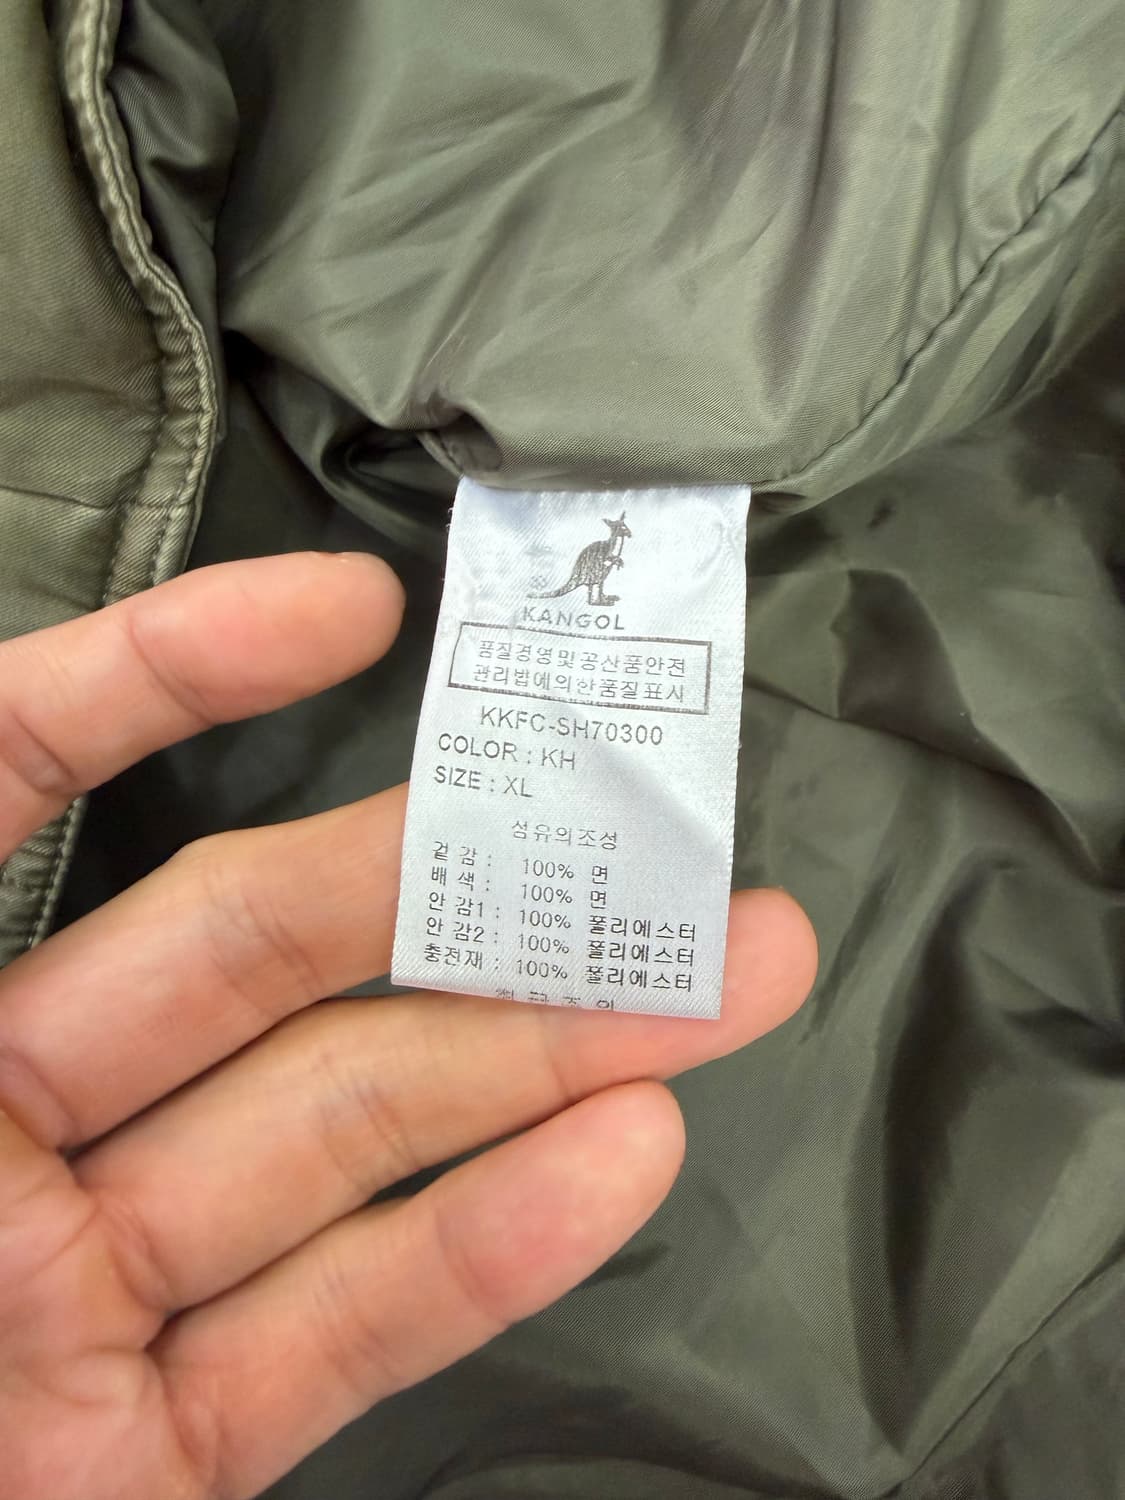 KANGOL
품질경영및공산품안전
관리법에의한품질표시
KKFC-SH70300
COLOR : KH
SIZE : XL
섬유의조성
겉 감 : 100% 면
배 색 : 100% 면
안 감1 : 100% 폴리에스터
안 감2 : 100% 폴리에스터
충전재 : 100% 폴리에스터